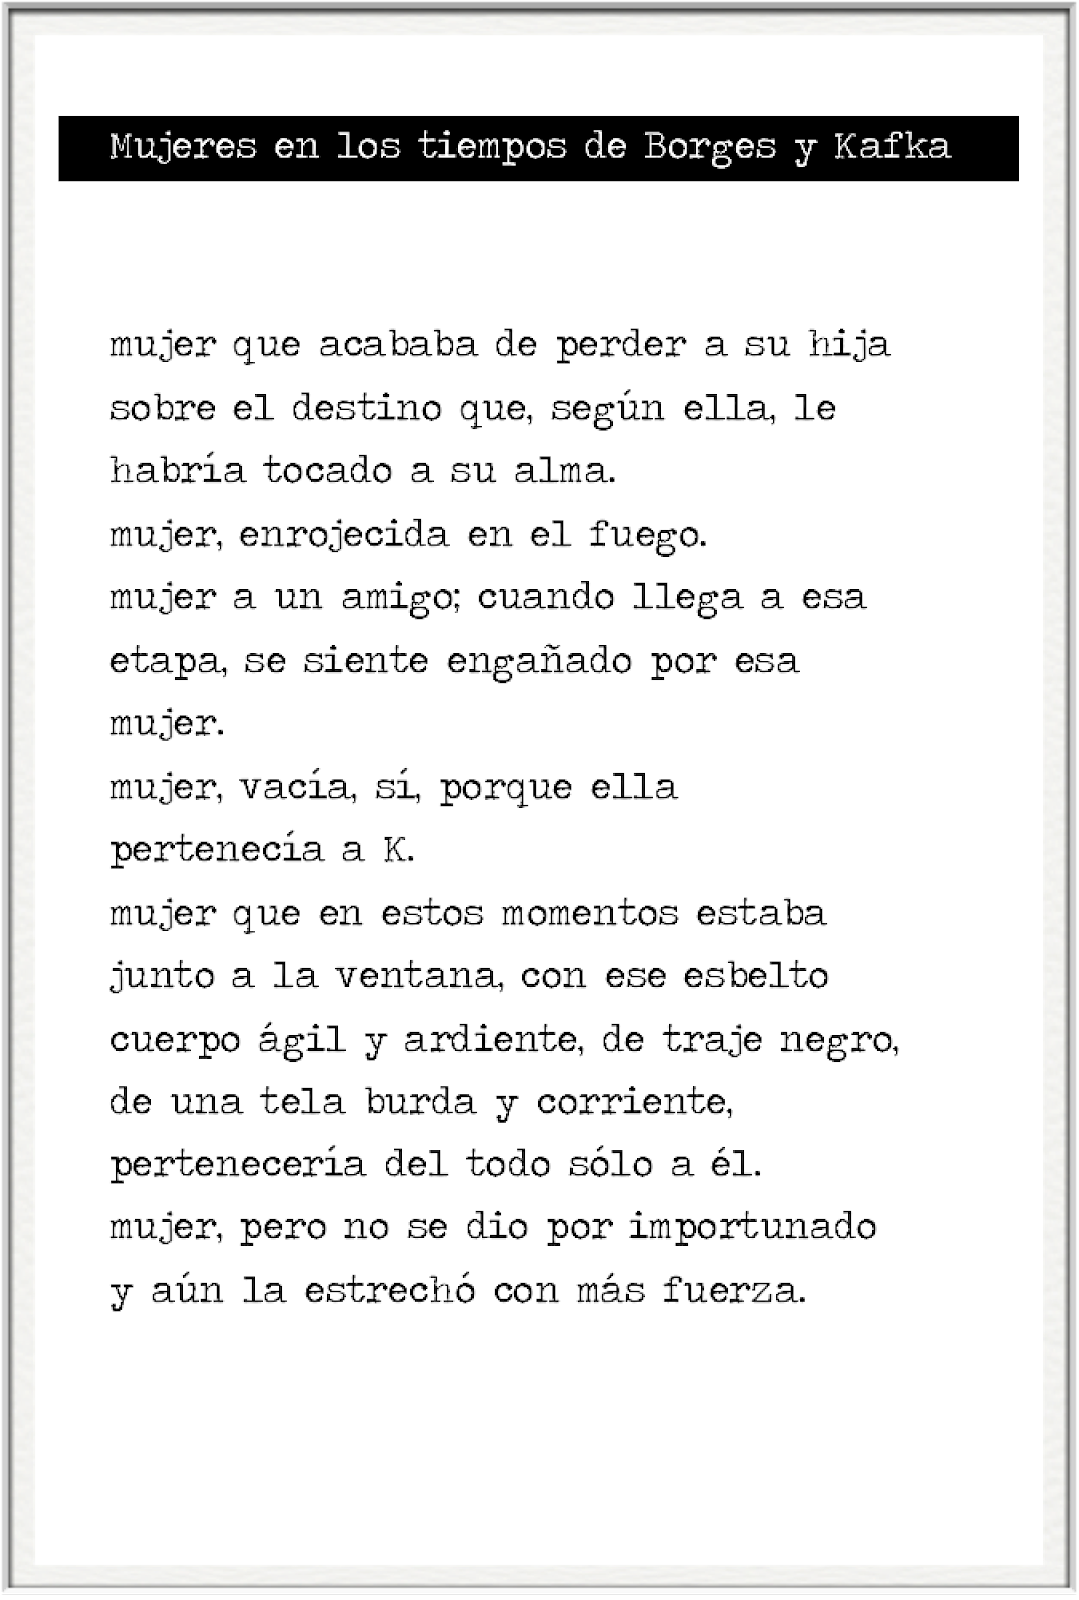 Mujeres en los tiempos de Borges y Kafka
mujer que acababa de perder a su hija
sobre el destino que, según ella, le
habría tocado a su alma.
mujer, enrojecida en el fuego.
mujer a un amigo; cuando llega a esa
etapa, se siente engañado por esa
mujer.
mujer, vacía, sí, porque ella
pertenecía a K.
mujer que en estos momentos estaba
junto a la ventana, con ese esbelto
cuerpo ágil y ardiente, de traje negro,
de una tela burda y corriente,
pertenecería del todo sólo a él.
mujer, pero no se dio por importunado
y aún la estrechó con más fuerza.